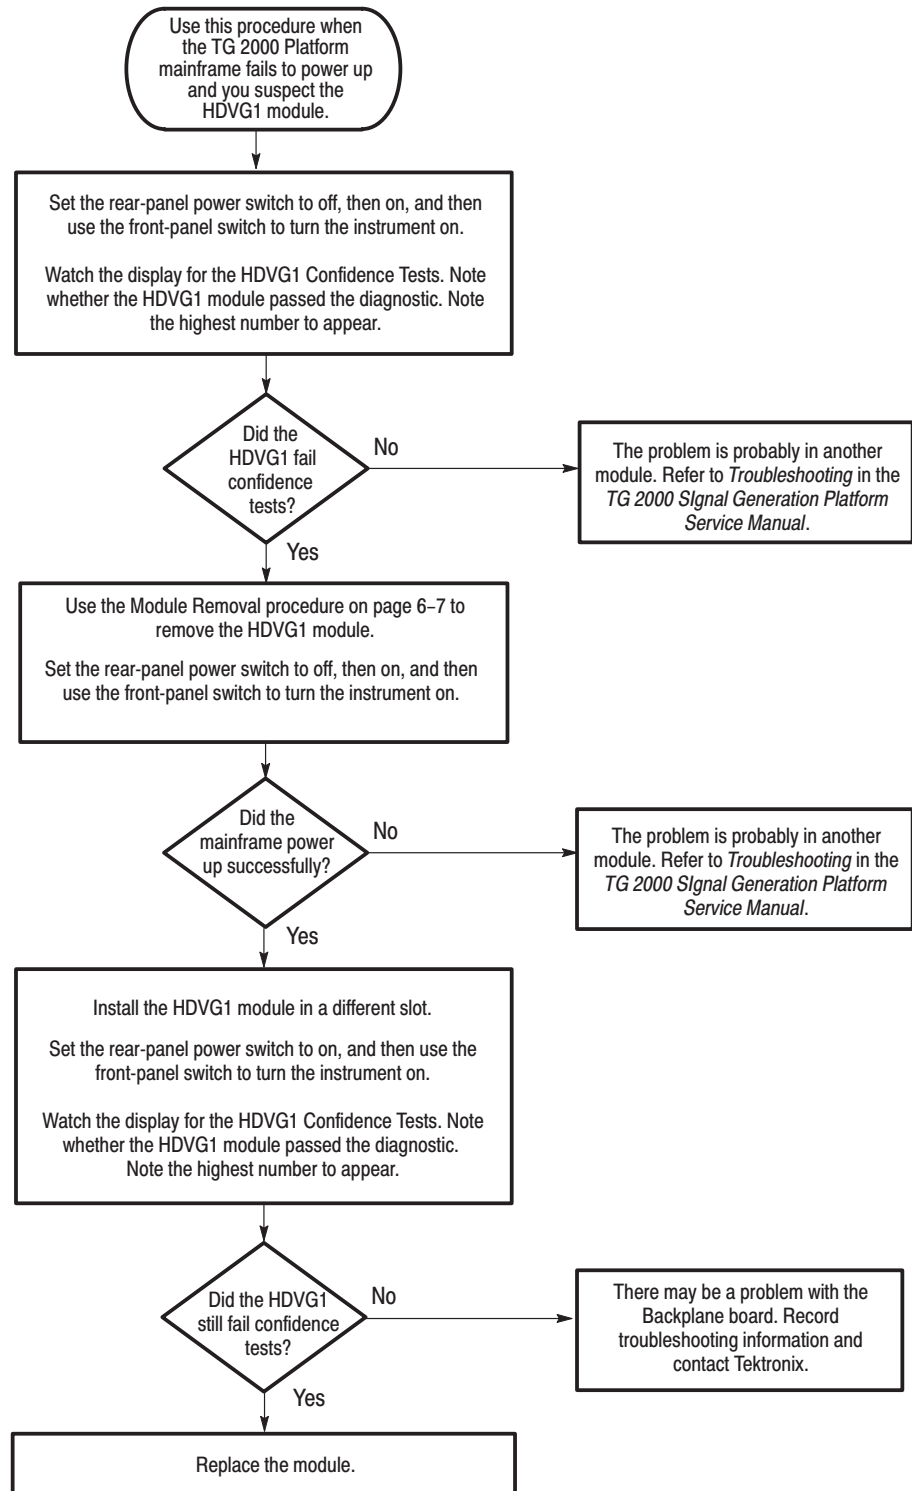 Use this procedure when
the TG 2000 Platform
mainframe fails to power up
and you suspect the
HDVG1 module.
Set the rear-panel power switch to off, then on, and then
use the front-panel switch to turn the instrument on.
Watch the display for the HDVG1 Confidence Tests. Note
whether the HDVG1 module passed the diagnostic. Note
the highest number to appear.
Did the
HDVG1 fail
confidence
tests?
No
The problem is probably in another
module. Refer to Troubleshooting in the
TG 2000 SIgnal Generation Platform
Service Manual.
Yes
Use the Module Removal procedure on page 6–7 to
remove the HDVG1 module.
Set the rear-panel power switch to off, then on, and then
use the front-panel switch to turn the instrument on.
Did the
mainframe power
up successfully?
No
The problem is probably in another
module. Refer to Troubleshooting in the
TG 2000 SIgnal Generation Platform
Service Manual.
Yes
Install the HDVG1 module in a different slot.
Set the rear-panel power switch to on, and then use the
front-panel switch to turn the instrument on.
Watch the display for the HDVG1 Confidence Tests. Note
whether the HDVG1 module passed the diagnostic.
Note the highest number to appear.
Did the HDVG1
still fail confidence
tests?
No
There may be a problem with the
Backplane board. Record
troubleshooting information and
contact Tektronix.
Yes
Replace the module.